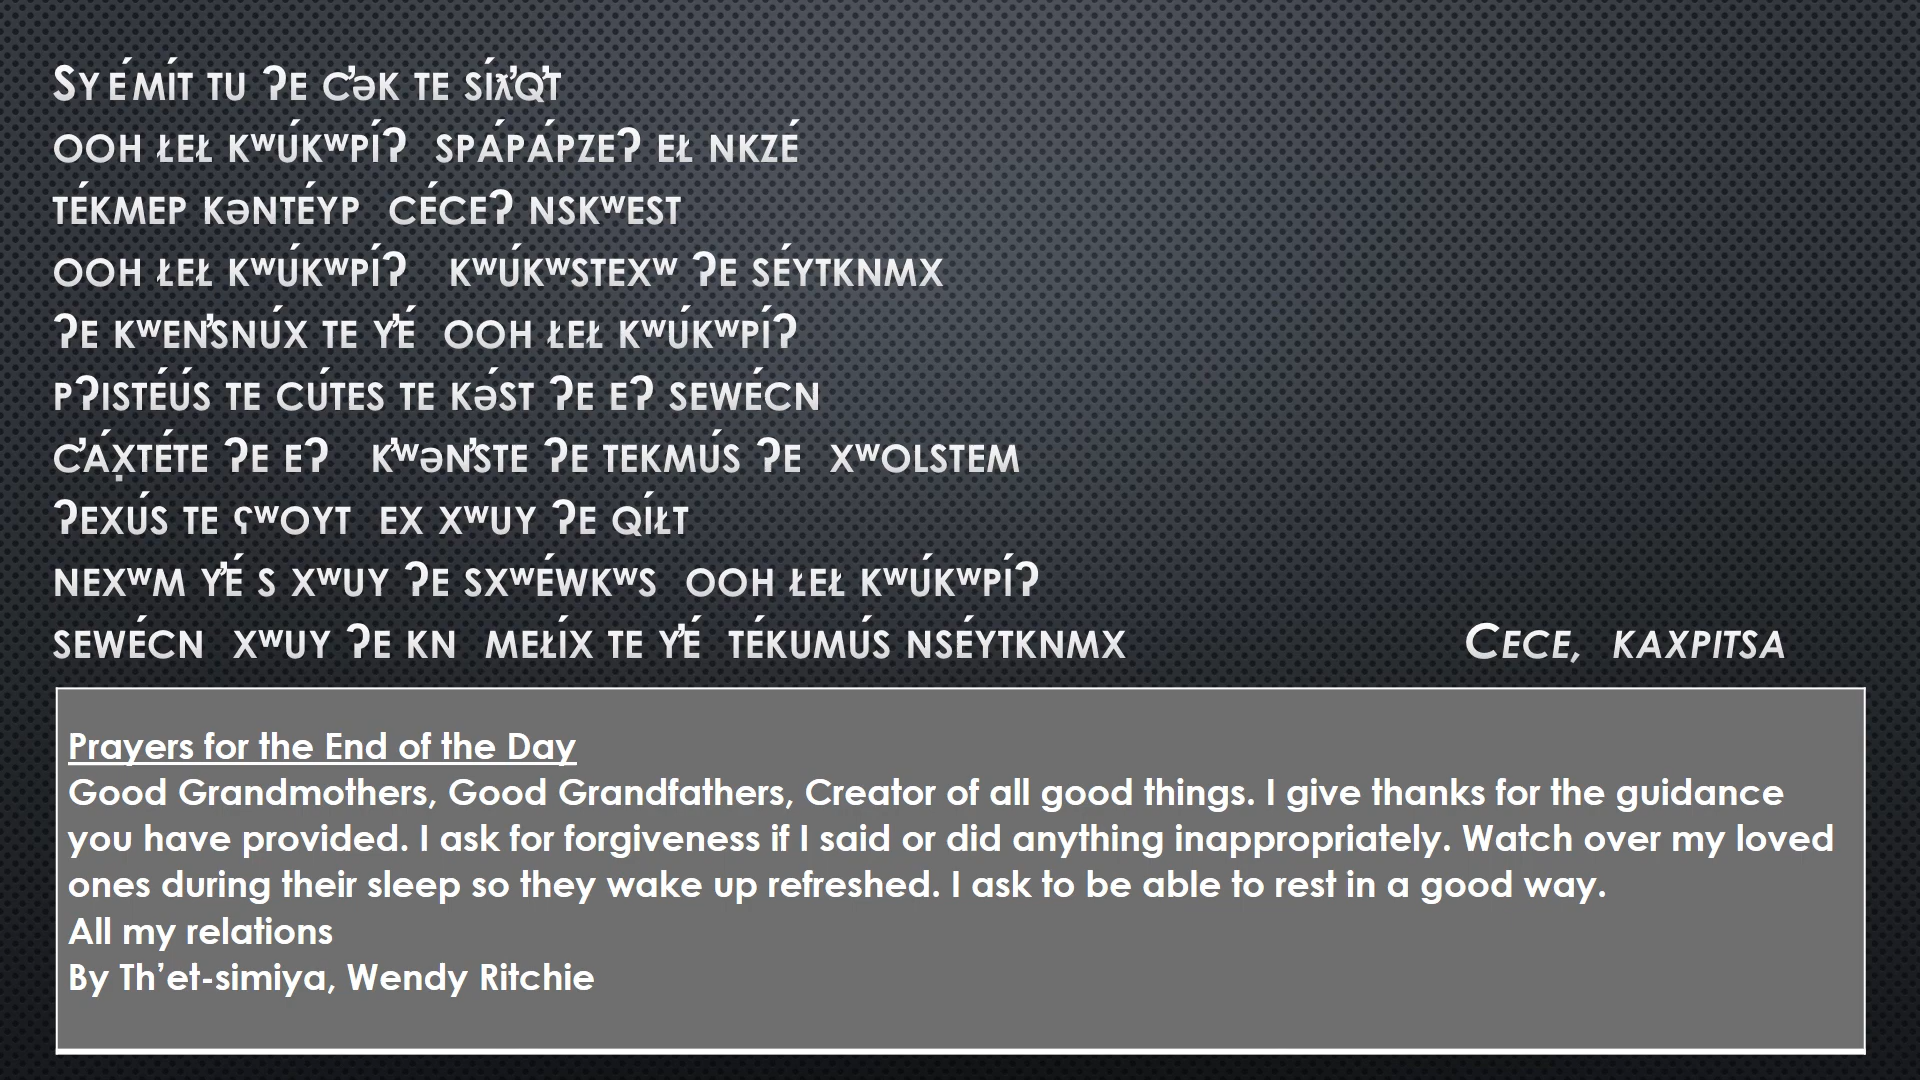 Sy émít tu ʔe c̓ək te síƛ̓q̓t
ooh łeł kʷúkʷpíʔ  spápápzeʔ eł nkzé
tékmep kəntéyp  céceʔ nskʷest
ooh łeł kʷúkʷpíʔ   kʷúkʷstexʷ ʔe séytknmx
ʔe kʷen̓snúx te y̓é  ooh łeł kʷúkʷpíʔ
pʔistéús te cútes te kə́st ʔe eʔ sewécn
c̓áx̣téte ʔe eʔ   k̓ʷən̓ste ʔe tekmús ʔe  xʷolstem
ʔexús te ʕʷoyt  ex xʷuy ʔe qíłt
nexʷm y̓é s xʷuy ʔe sxʷéwkʷs  ooh łeł kʷúkʷpíʔ
sewécn  xʷuy ʔe kn  mełíx te y̓é  tékumús nséytknmx
Cece,  kaxpitsa
Prayers for the End of the Day
Good Grandmothers, Good Grandfathers, Creator of all good things. I give thanks for the guidance
you have provided. I ask for forgiveness if I said or did anything inappropriately. Watch over my loved
ones during their sleep so they wake up refreshed. I ask to be able to rest in a good way.
All my relations
By Th’et-simiya, Wendy Ritchie